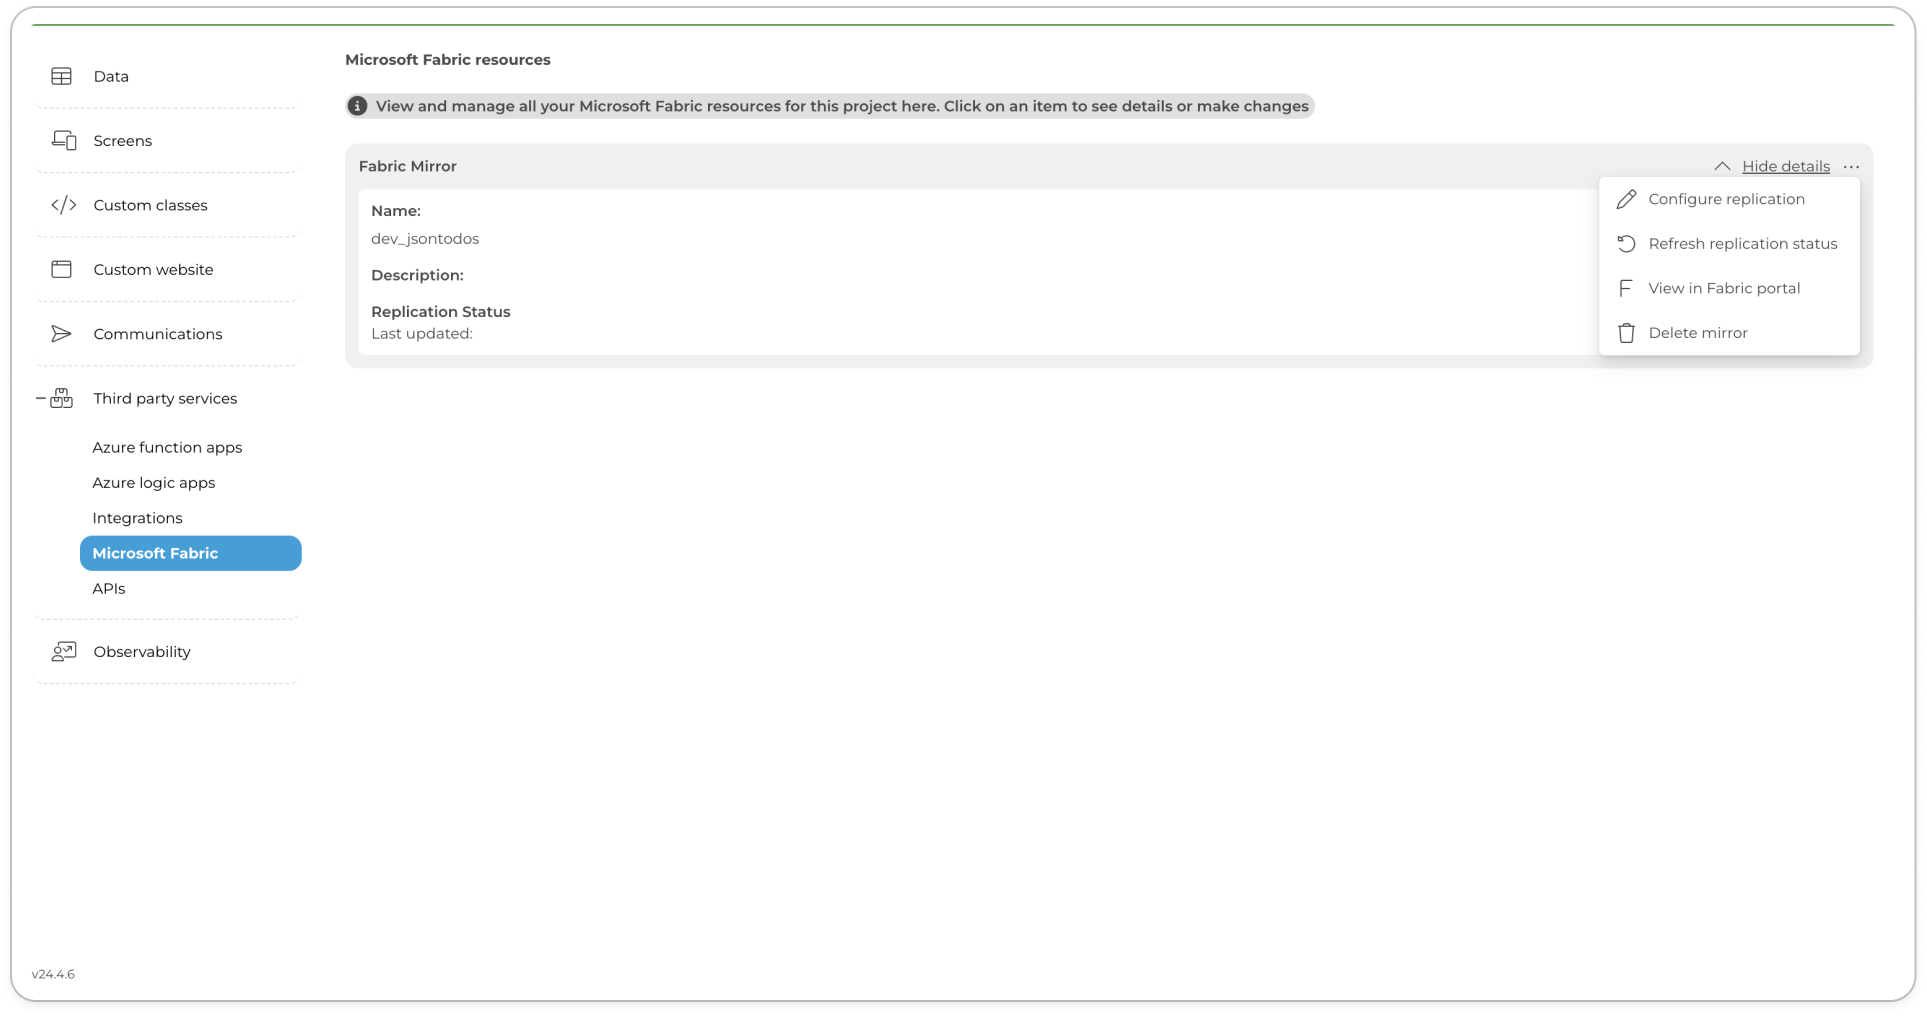 Data
Screens
Custom classes
Custom website
Communications
Third party services
Azure function apps
Azure logic apps
Integrations
Microsoft Fabric
APIs
Observability
v24.4.6
Microsoft Fabric resources
View and manage all your Microsoft Fabric resources for this project here. Click on an item to see details or make changes
Fabric Mirror
Hide details
Name:
dev_jsontodos
Description:
Replication Status
Last updated:
Configure replication
Refresh replication status
View in Fabric portal
Delete mirror